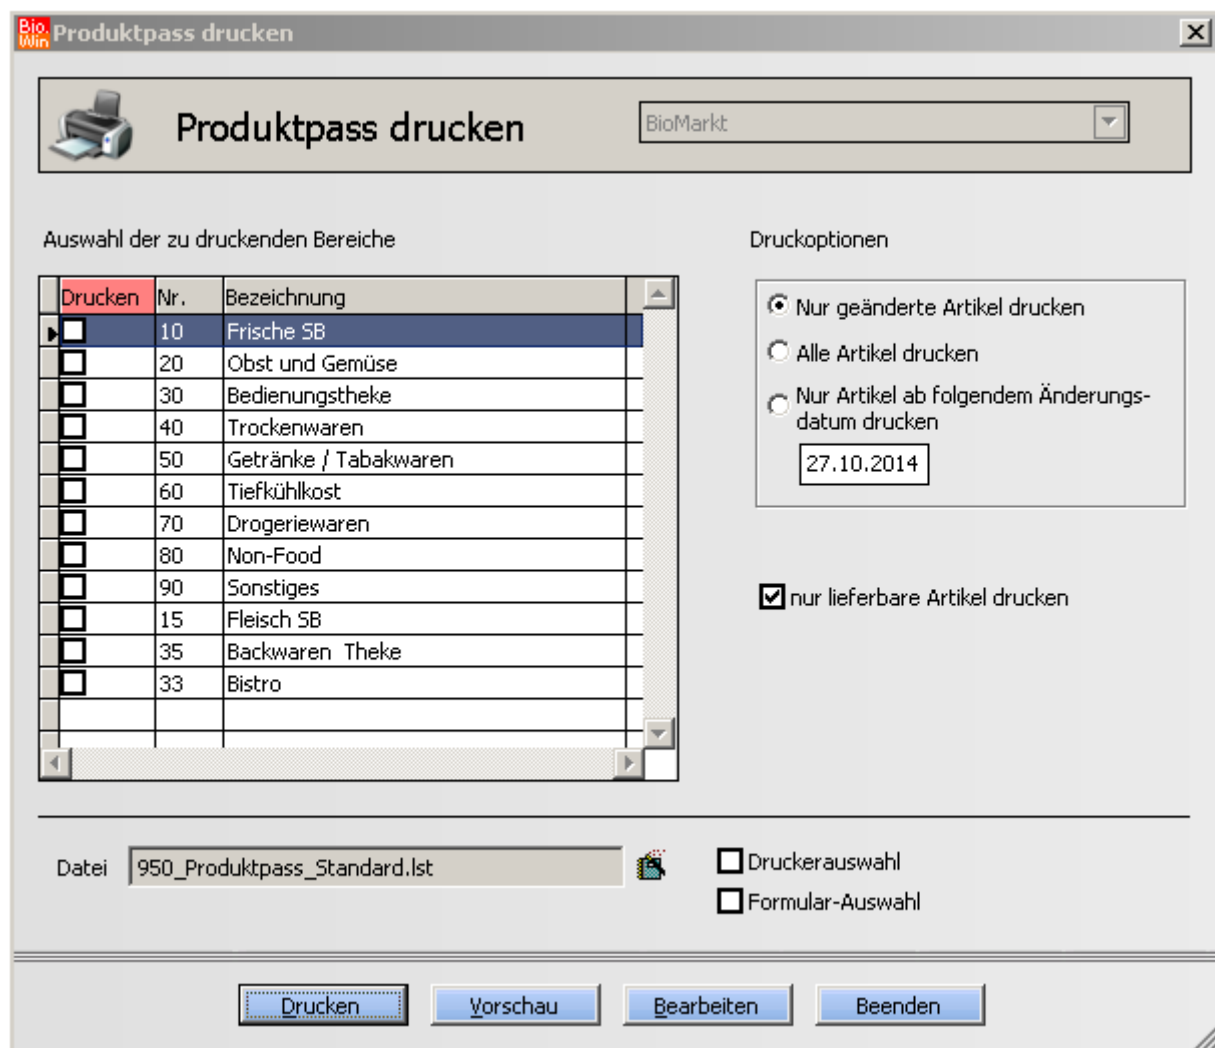 Bio.
Win
Produktpass drucken
Produktpass drucken
BioMarkt
Auswahl der zu druckenden Bereiche
Druckoptionen
Drucken Nr. Bezeichnung
10 Frische SB
20 Obst und Gemüse
30 Bedienungstheke
40 Trockenwaren
50 Getränke / Tabakwaren
60 Tiefkühlkost
70 Drogeriewaren
80 Non-Food
90 Sonstiges
15 Fleisch SB
35 Backwaren Theke
33 Bistro
Nur geänderte Artikel drucken
Alle Artikel drucken
Nur Artikel ab folgendem Änderungs-
datum drucken
27.10.2014
nur lieferbare Artikel drucken
Datei 950_Produktpass_Standard.lst
Druckerauswahl
Formular-Auswahl
Drucken Vorschau Bearbeiten Beenden